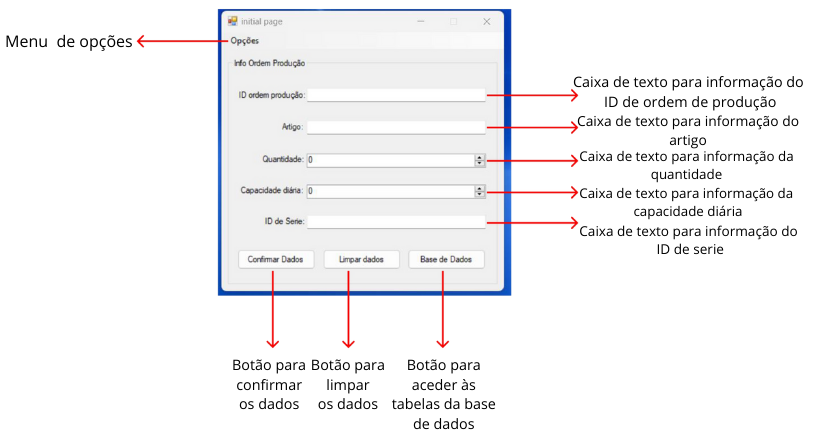 initial page
Opções
Menu de opções
Info Ordem Produção
ID ordem produção:
Caixa de texto para informação do
ID de ordem de produção
Artigo:
Caixa de texto para informação do
artigo
Quantidade: 0
Caixa de texto para informação da
quantidade
Capacidade diária: 0
Caixa de texto para informação da
capacidade diária
ID de Serie:
Caixa de texto para informação do
ID de serie
Confirmar Dados
Limpar dados
Base de Dados
Botão para
confirmar
os dados
Botão para
limpar
os dados
Botão para
aceder às
tabelas da base
de dados